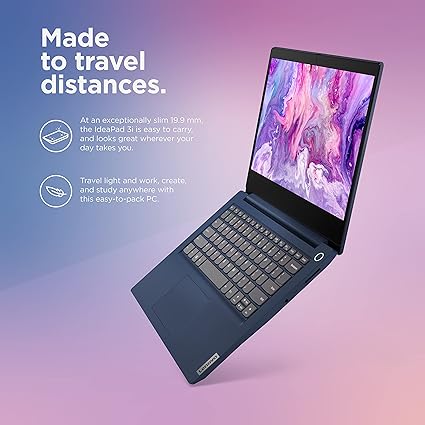 Made
to travel
distances.
At an exceptionally slim 19.9 mm,
the IdeaPad 3i is easy to carry,
and looks great wherever your
day takes you.
Travel light and work, create,
and study anywhere with
this easy-to-pack PC.
Lenovo